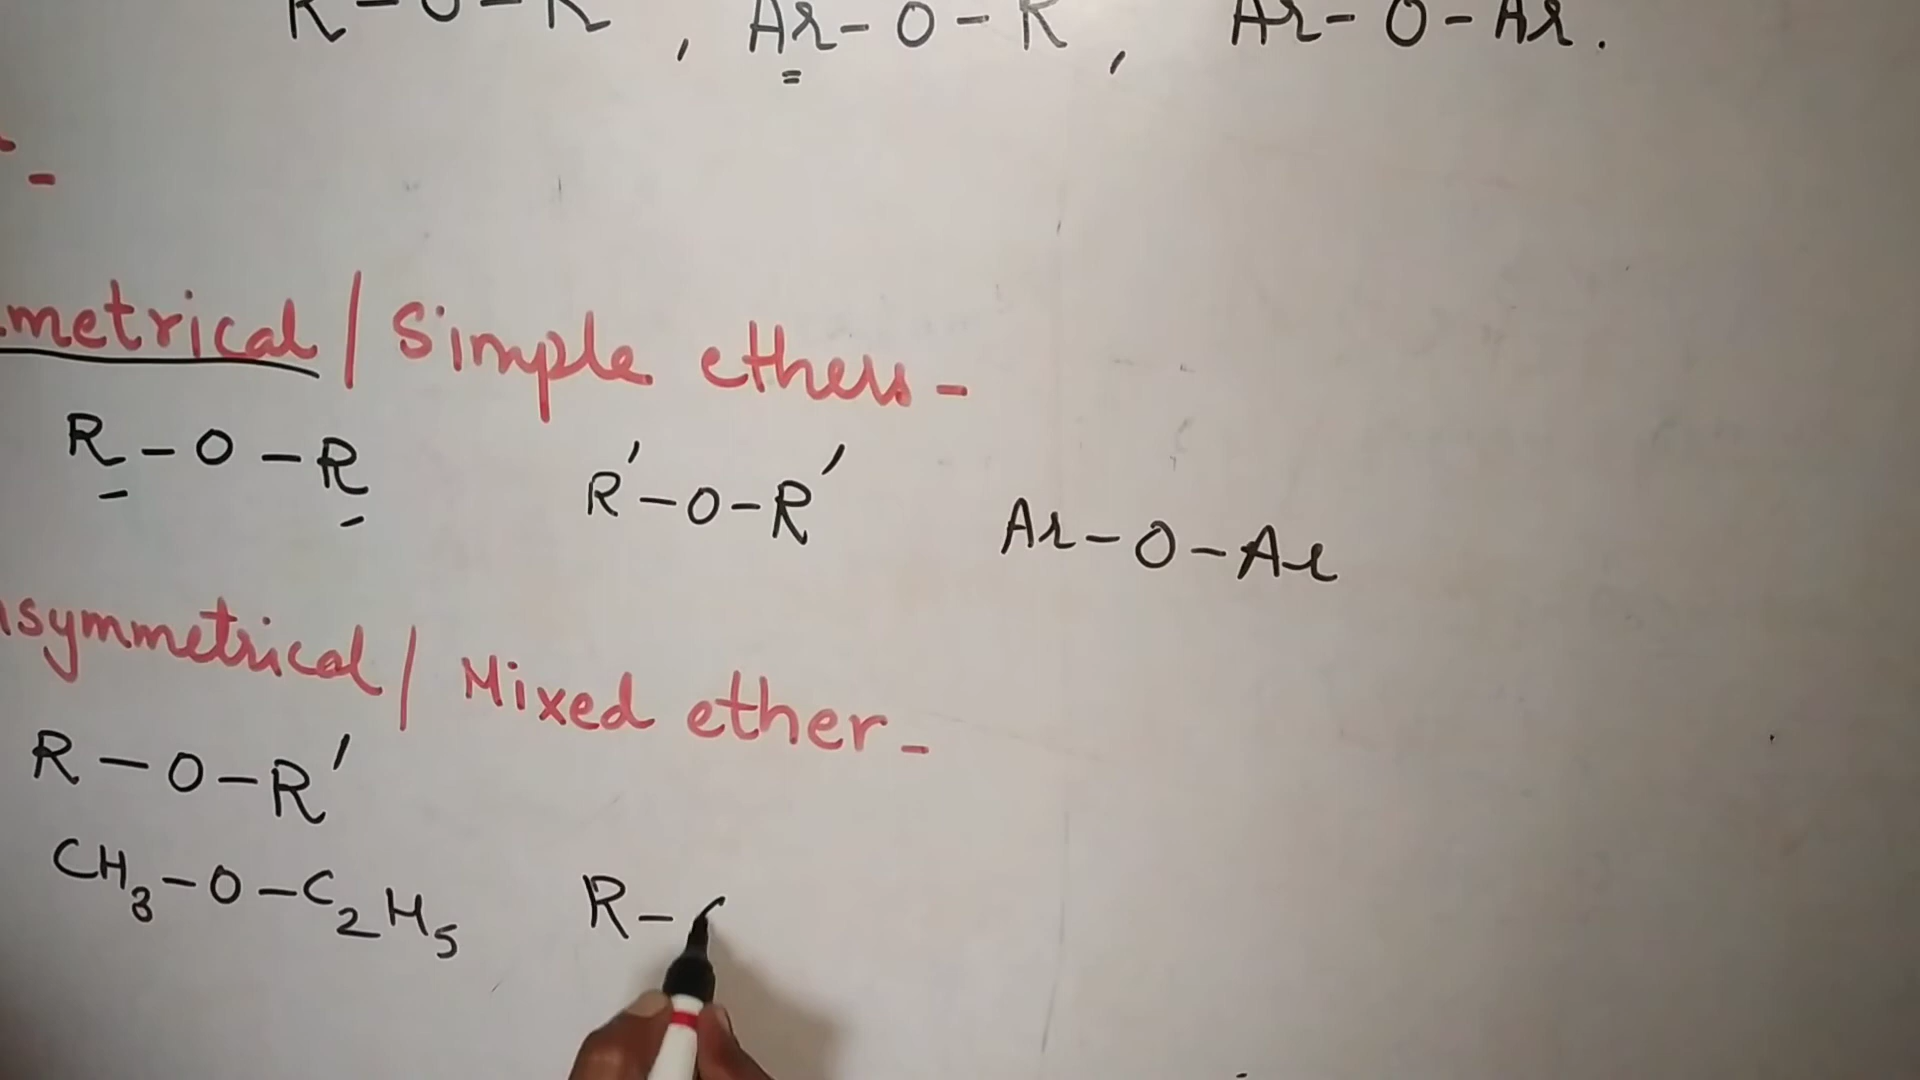 R-O-R, Ar-O-R, Ar-O-Ar.
metrical / Simple ethers-
R-O-R R'-O-R' Ar-O-Ar
symmetrical / Mixed ether-
R-O-R'
CH3-O-C2H5 R-